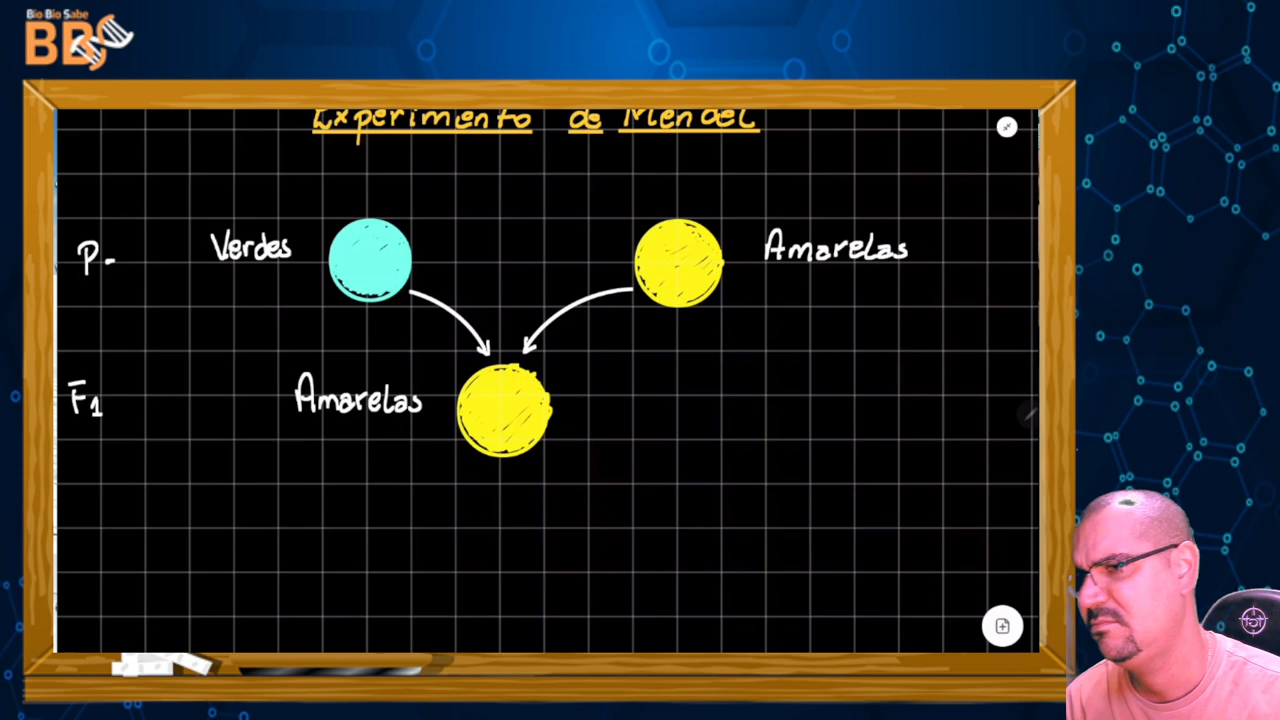 Bio Bio Sabe
BBS
Experimento de Mendel
P-
Verdes
Amarelas
F1
Amarelas